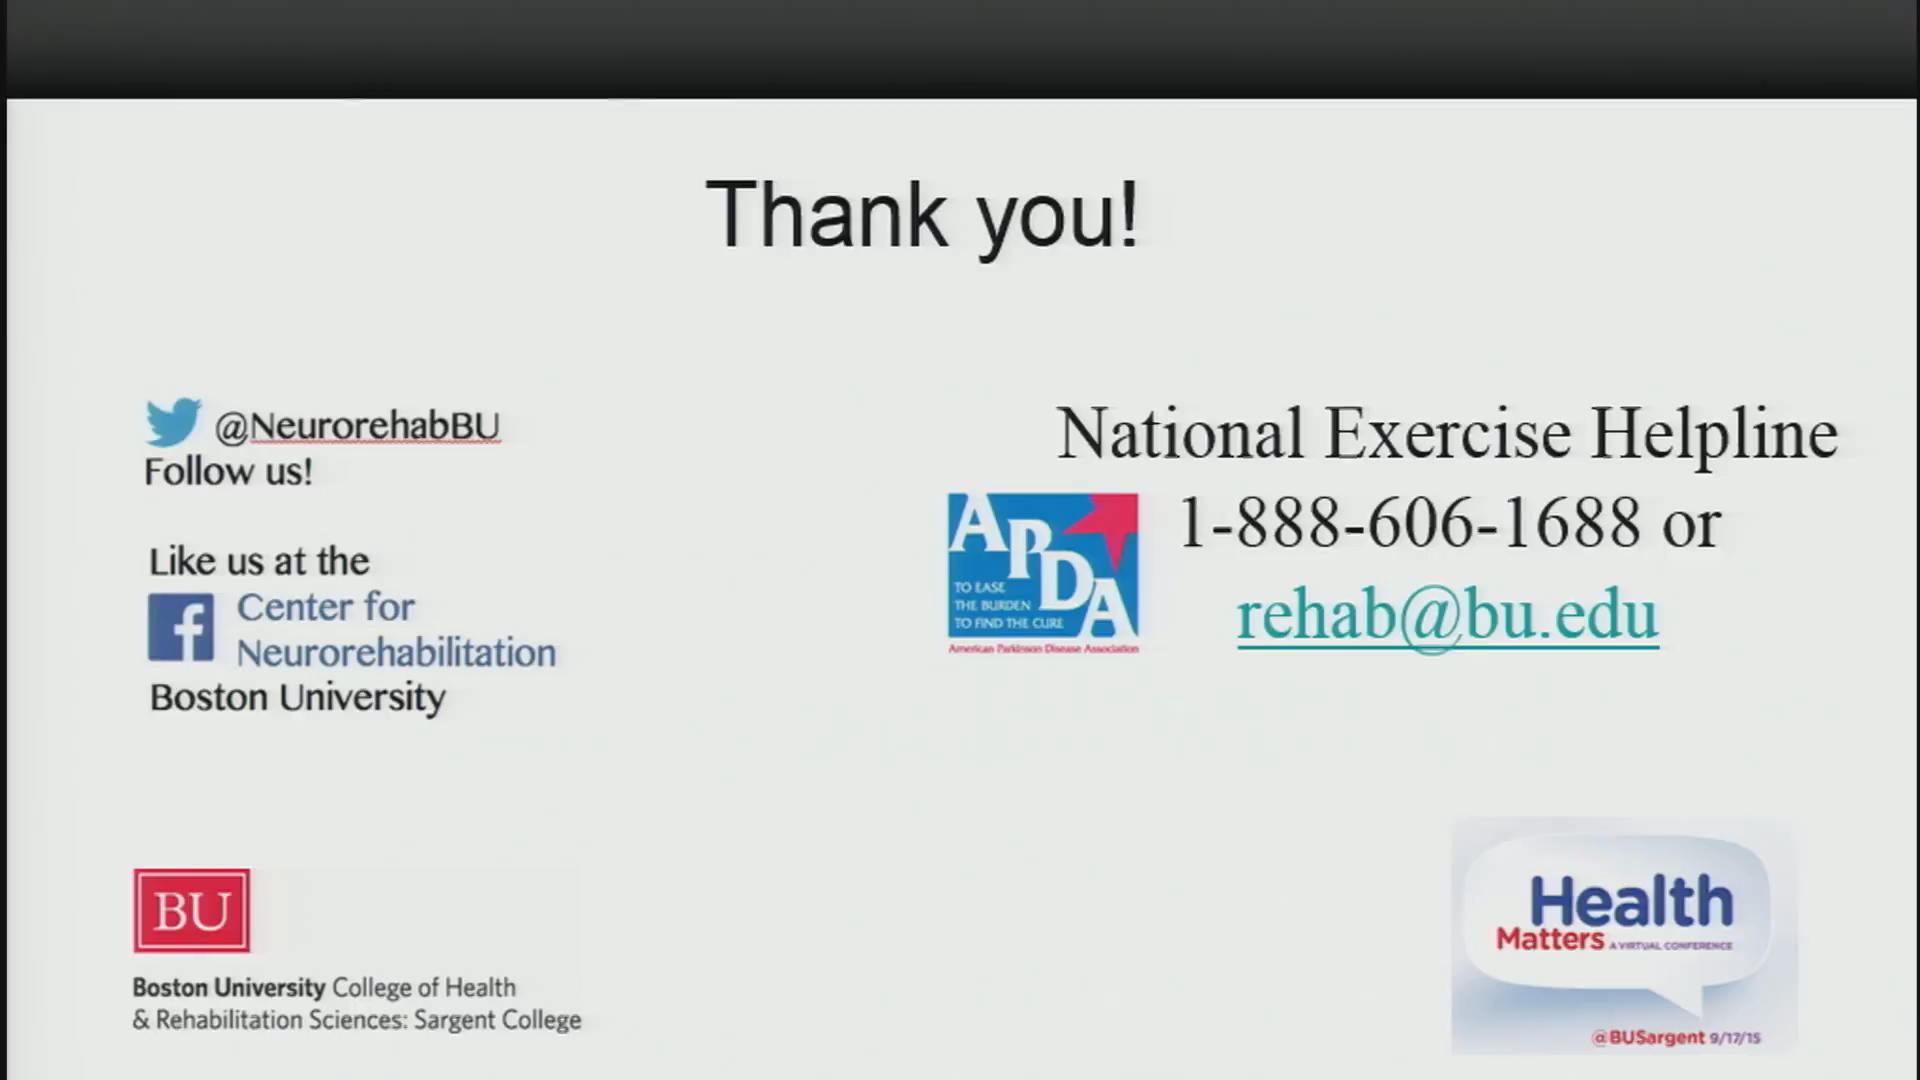 Thank you!
@NeurorehabBU
Follow us!
Like us at the
f Center for
Neurorehabilitation
Boston University
National Exercise Helpline
1-888-606-1688 or
rehab@bu.edu
APDA
TO EASE
THE BURDEN
TO FIND THE CURE
American Parkinson Disease Association
BU
Boston University College of Health
& Rehabilitation Sciences: Sargent College
Health
Matters A VIRTUAL CONFERENCE
@BUSargent 9/17/15